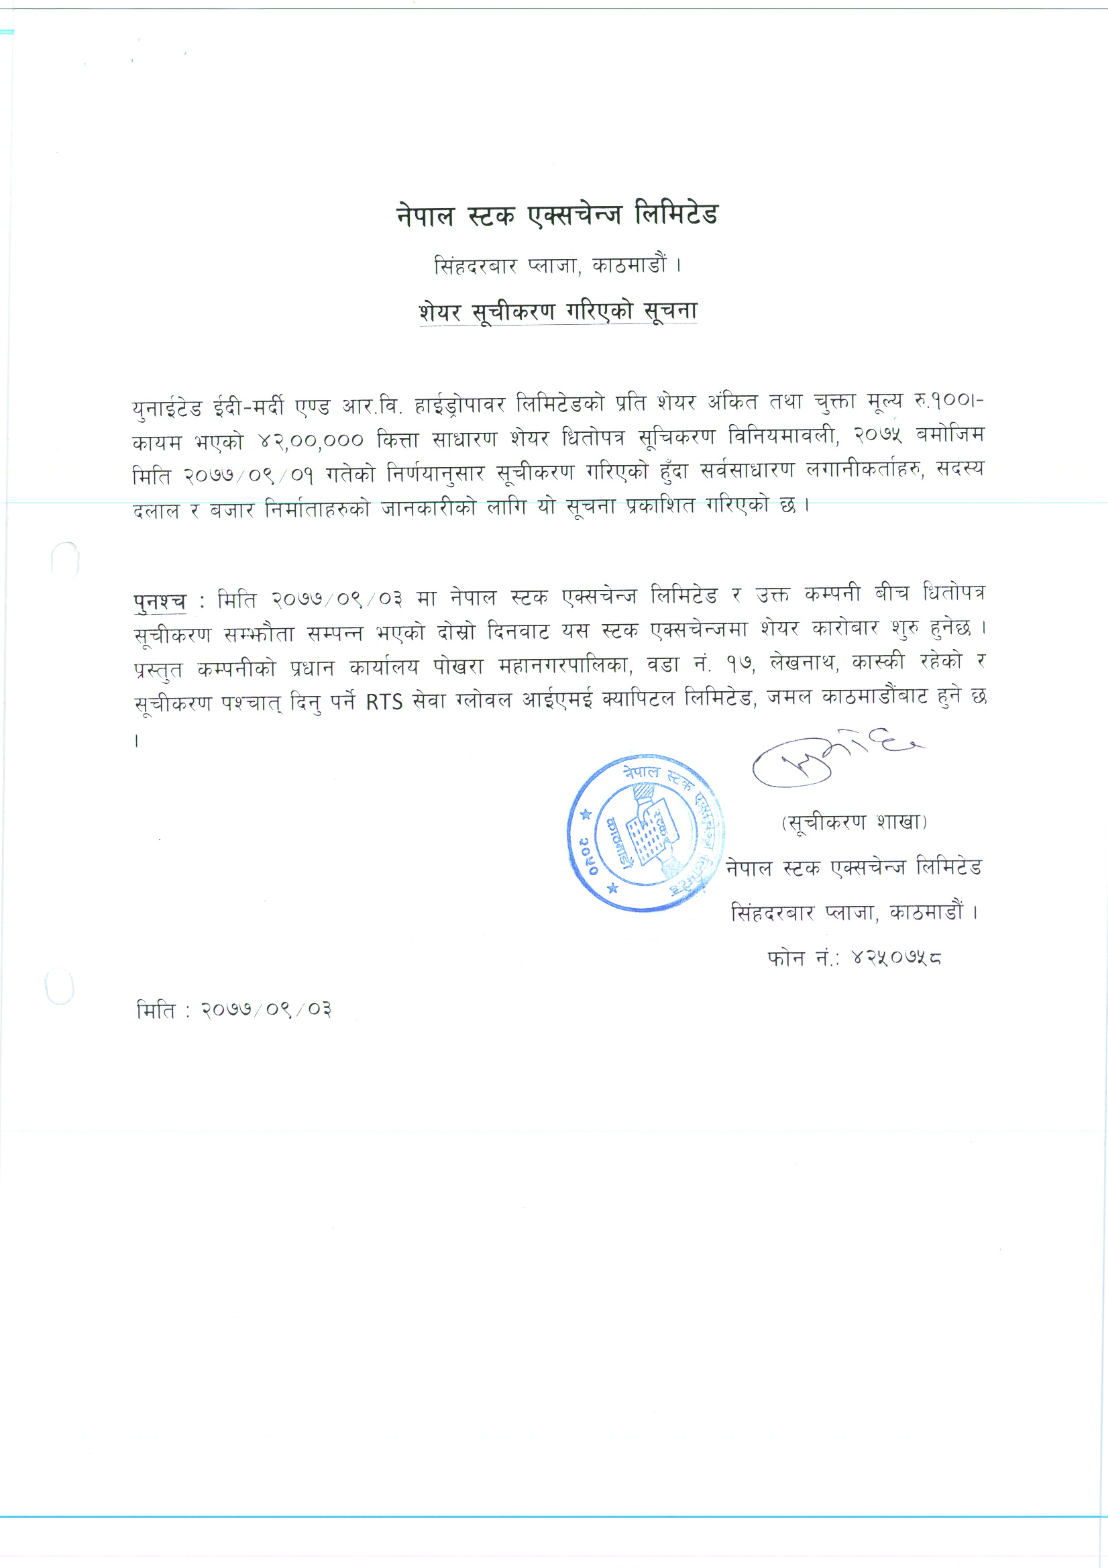 नेपाल स्टक एक्सचेन्ज लिमिटेड
सिंहदरबार प्लाजा, काठमाडौं ।
शेयर सूचीकरण गरिएको सूचना
युनाईटेड ईदी-मर्दी एण्ड आर.वि. हाईड्रोपावर लिमिटेडको प्रति शेयर अंकित तथा चुक्ता मूल्य रु.१००।-
कायम भएको ४२,००,००० कित्ता साधारण शेयर धितोपत्र सूचिकरण विनियमावली, २०७५ बमोजिम
मिति २०७७/०९/०१ गतेको निर्णयानुसार सूचीकरण गरिएको हुँदा सर्वसाधारण लगानीकर्ताहरु, सदस्य
दलाल र बजार निर्माताहरुको जानकारीको लागि यो सूचना प्रकाशित गरिएको छ ।
पुनश्च : मिति २०७७/०९/०३ मा नेपाल स्टक एक्सचेन्ज लिमिटेड र उक्त कम्पनी बीच धितोपत्र
सूचीकरण सम्झौता सम्पन्न भएको दोस्रो दिनवाट यस स्टक एक्सचेन्जमा शेयर कारोबार शुरु हुनेछ ।
प्रस्तुत कम्पनीको प्रधान कार्यालय पोखरा महानगरपालिका, वडा नं. १७, लेखनाथ, कास्की रहेको र
सूचीकरण पश्चात् दिनु पर्ने RTS सेवा ग्लोवल आईएमई क्यापिटल लिमिटेड, जमल काठमाडौंबाट हुने छ
।
नेपाल स्टक एक्सचेन्ज लिमिटेड
काठमाडौं
(सूचीकरण शाखा)
नेपाल स्टक एक्सचेन्ज लिमिटेड
सिंहदरबार प्लाजा, काठमाडौं ।
फोन नं.: ४२५०७५८
मिति : २०७७/०९/०३